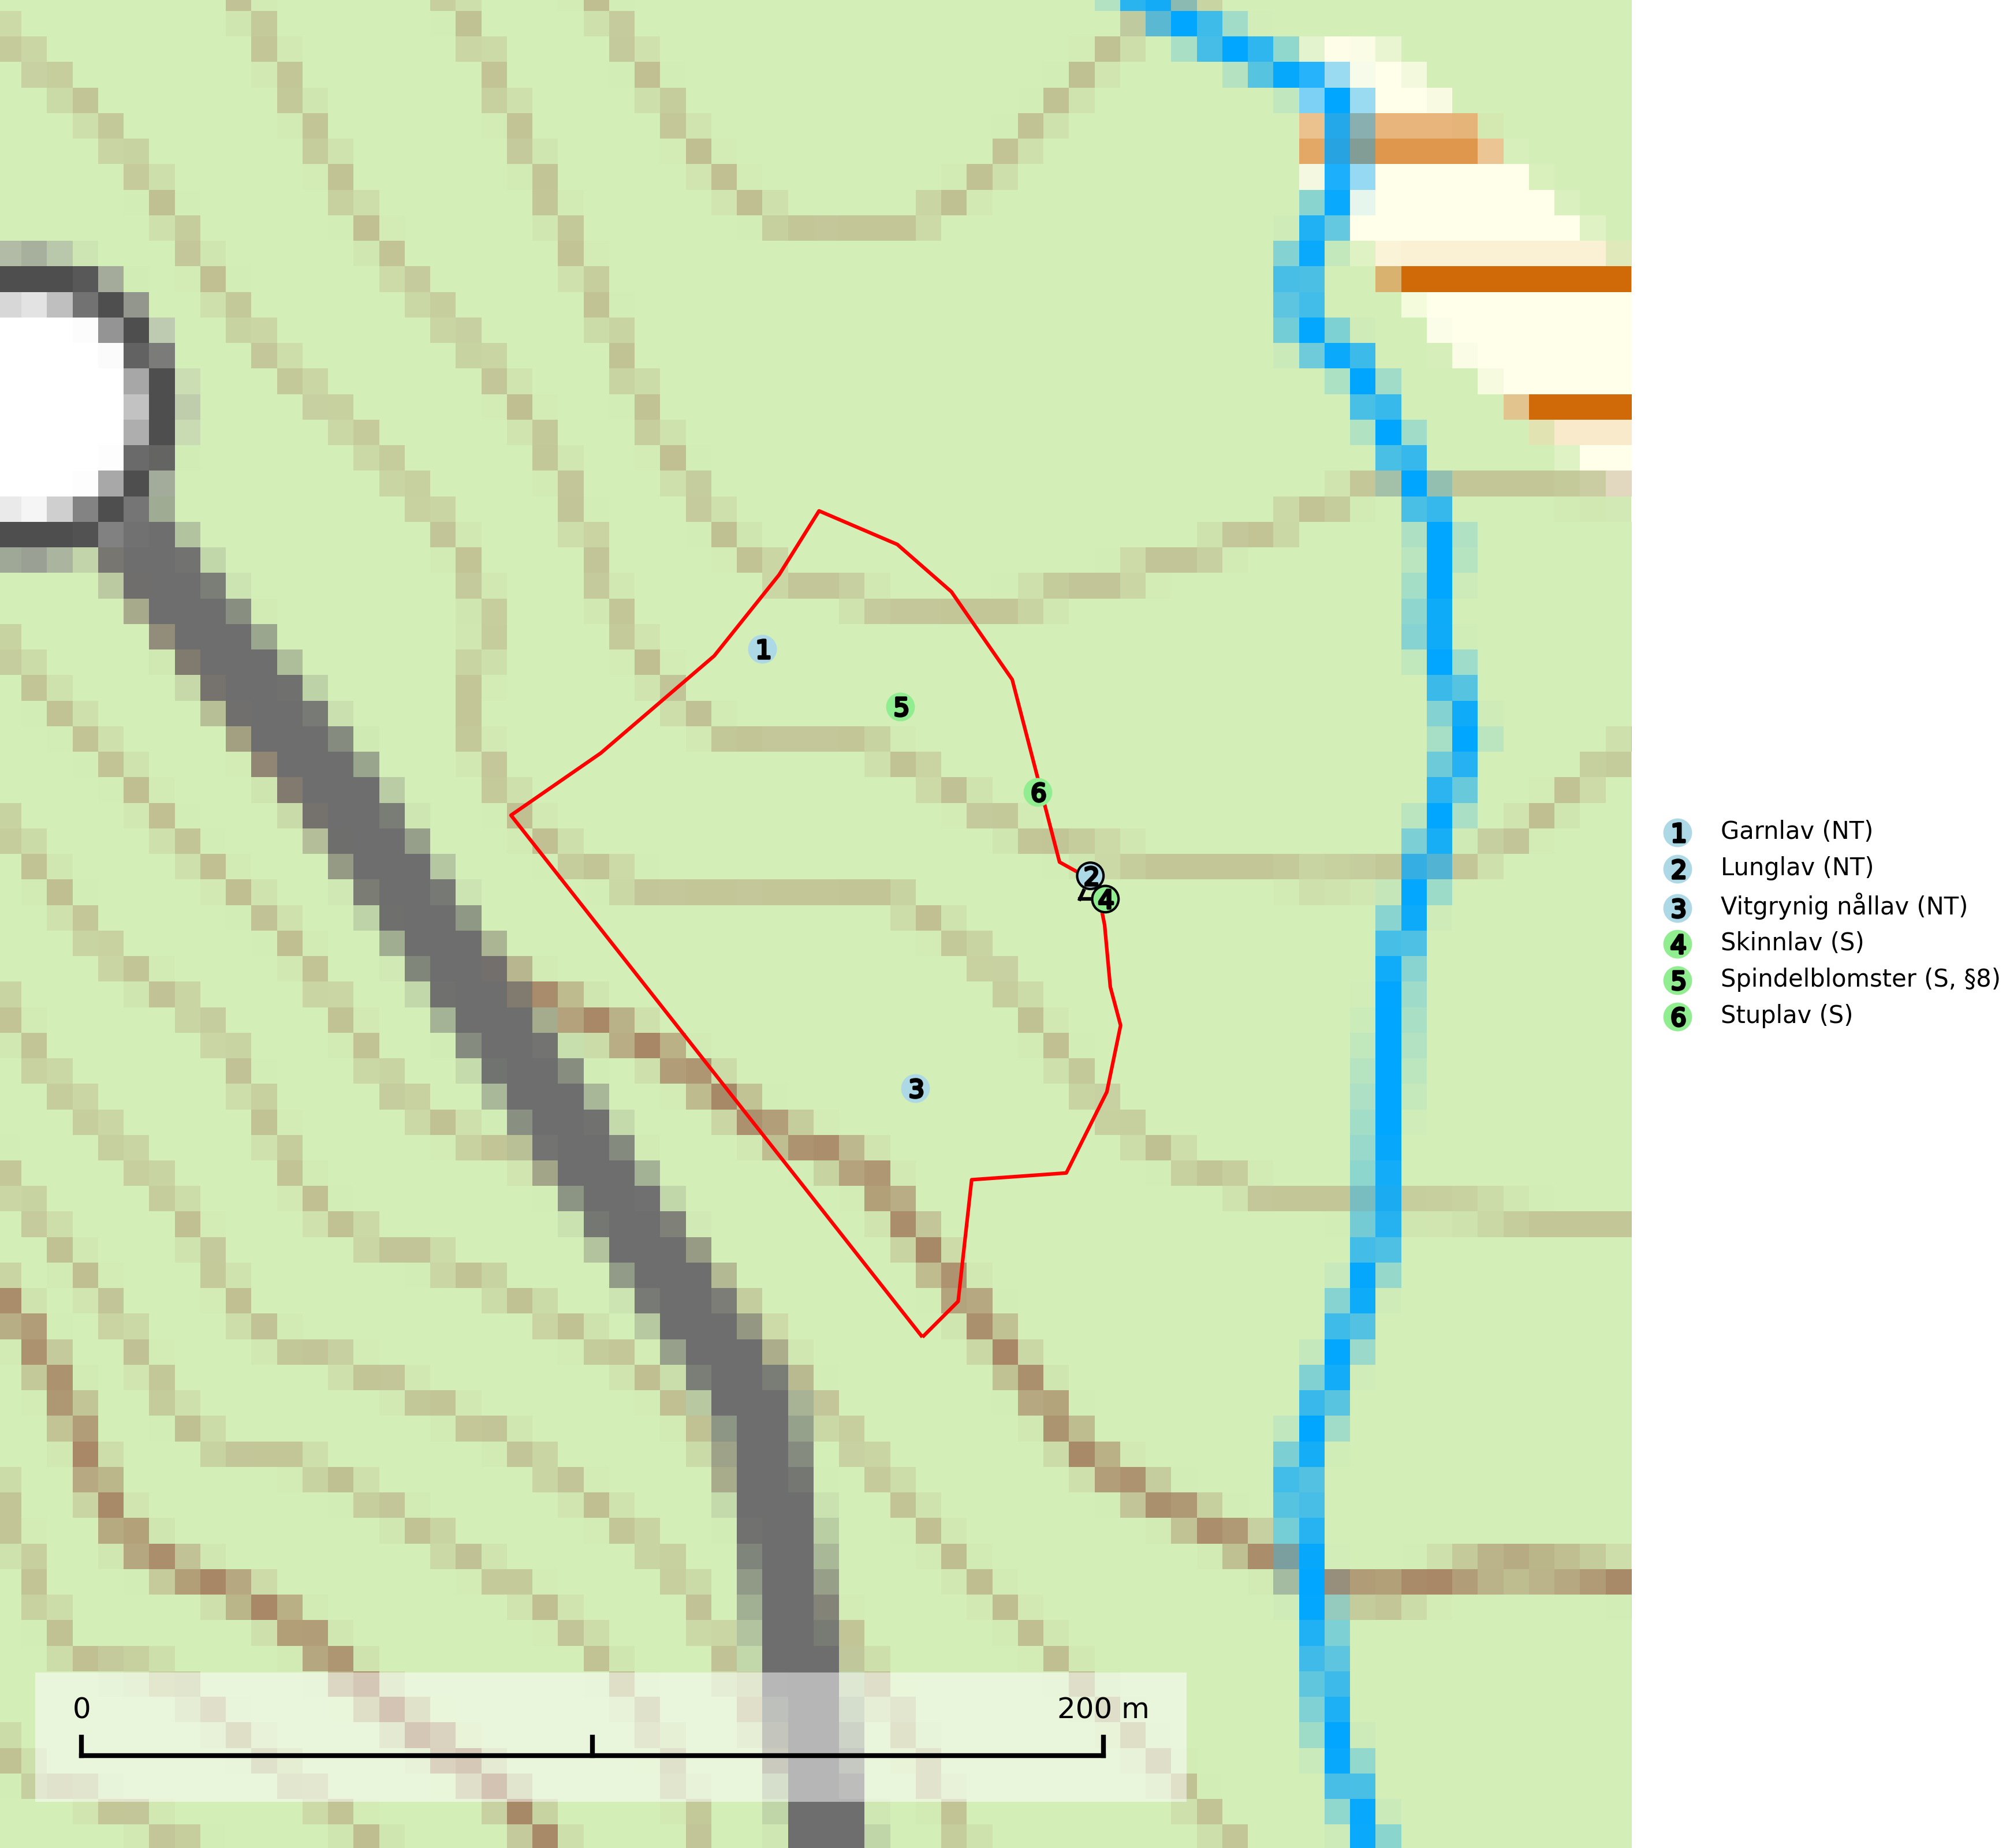 1
5
6
2
4
3
1 Garnlav (NT)
2 Lunglav (NT)
3 Vitgrynig nållav (NT)
4 Skinnlav (S)
5 Spindelblomster (S, §8)
6 Stuplav (S)
0 200 m